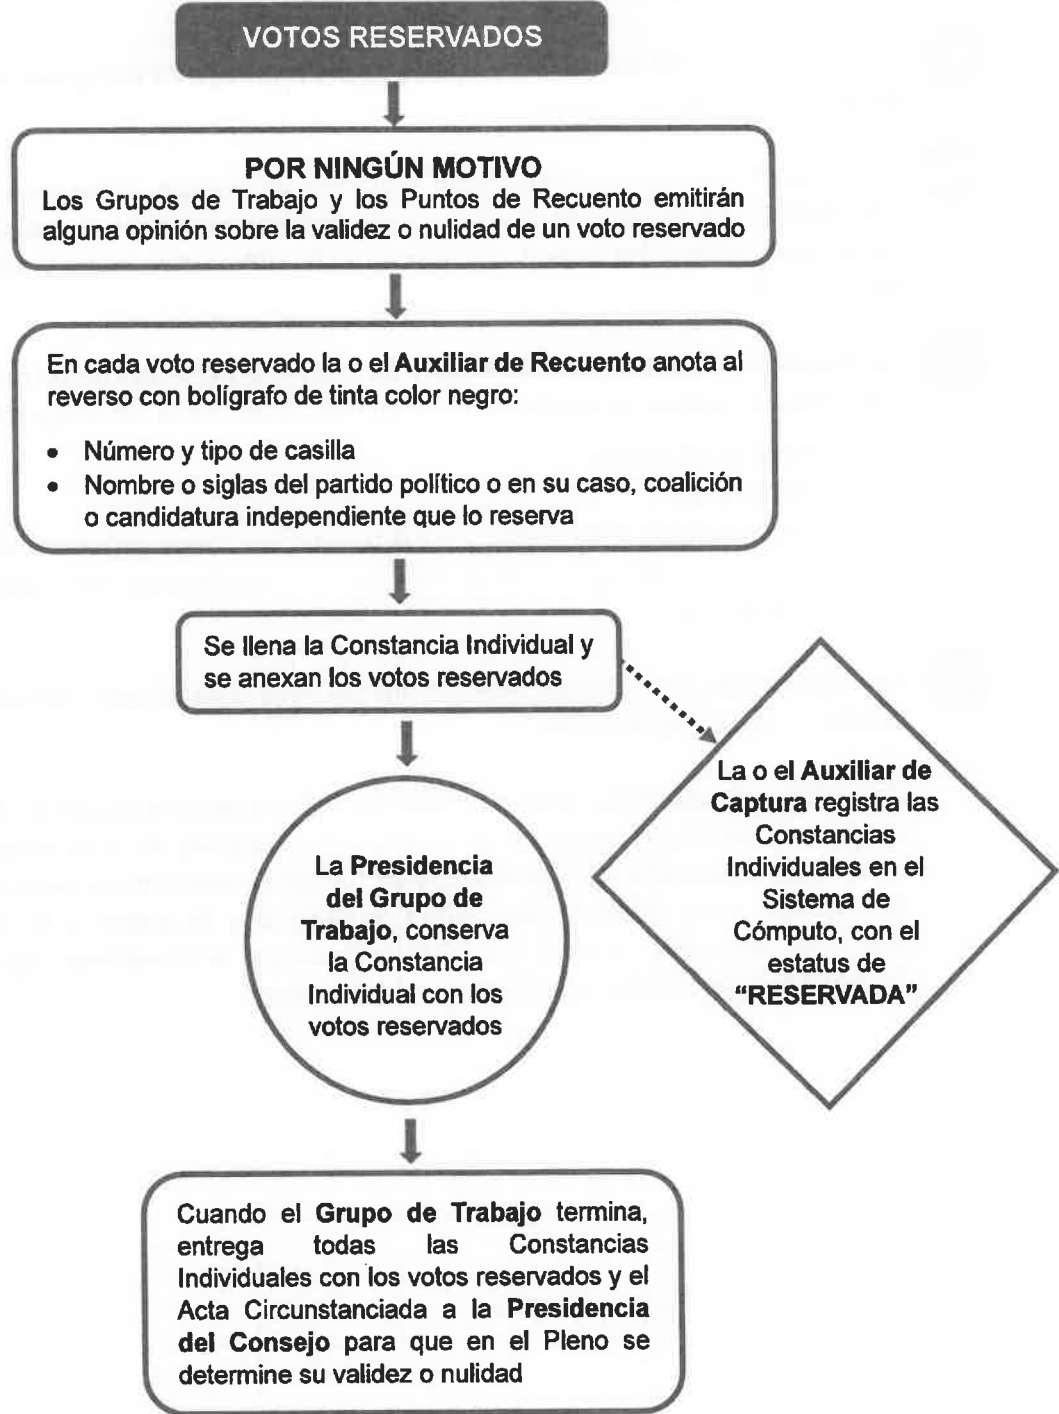 VOTOS RESERVADOS
POR NINGÚN MOTIVO
Los Grupos de Trabajo y los Puntos de Recuento emitirán
alguna opinión sobre la validez o nulidad de un voto reservado
En cada voto reservado la o el Auxiliar de Recuento anota al
reverso con bolígrafo de tinta color negro:
• Número y tipo de casilla
• Nombre o siglas del partido político o en su caso, coalición
o candidatura independiente que lo reserva
Se llena la Constancia Individual y
se anexan los votos reservados
La o el Auxiliar de
Captura registra las
Constancias
Individuales en el
Sistema de
Cómputo, con el
estatus de
“RESERVADA”
La Presidencia
del Grupo de
Trabajo, conserva
la Constancia
Individual con los
votos reservados
Cuando el Grupo de Trabajo termina,
entrega todas las Constancias
Individuales con los votos reservados y el
Acta Circunstanciada a la Presidencia
del Consejo para que en el Pleno se
determine su validez o nulidad